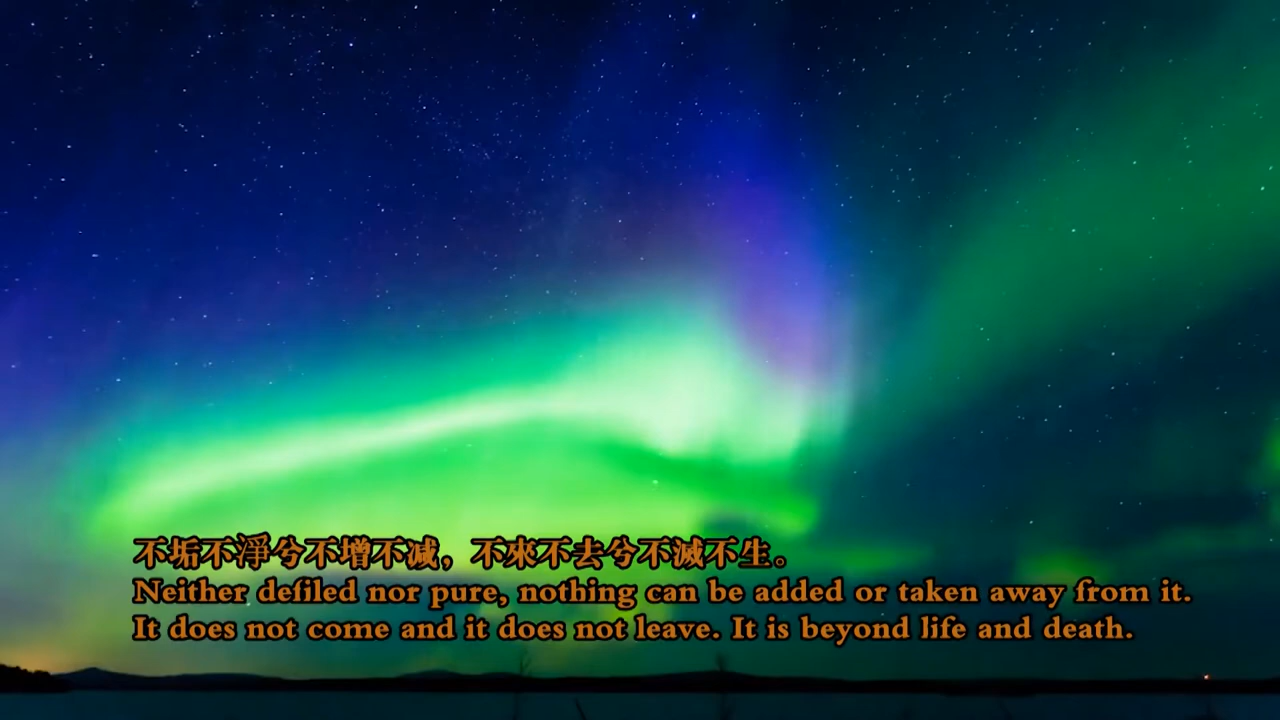 不垢不淨兮不增不減，不來不去兮不滅不生。
Neither defiled nor pure, nothing can be added or taken away from it.
It does not come and it does not leave. It is beyond life and death.